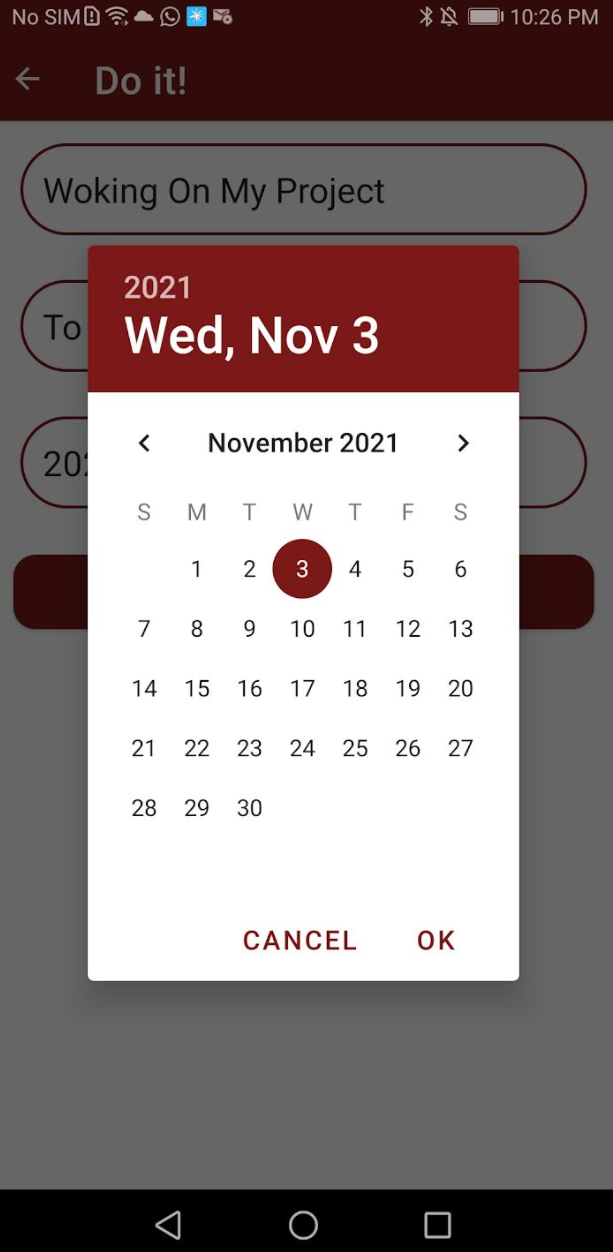 No SIM 10:26 PM
Do it!
Woking On My Project
To
2021
Wed, Nov 3
202
November 2021
S M T W T F S
1 2 3 4 5 6
7 8 9 10 11 12 13
14 15 16 17 18 19 20
21 22 23 24 25 26 27
28 29 30
CANCEL OK